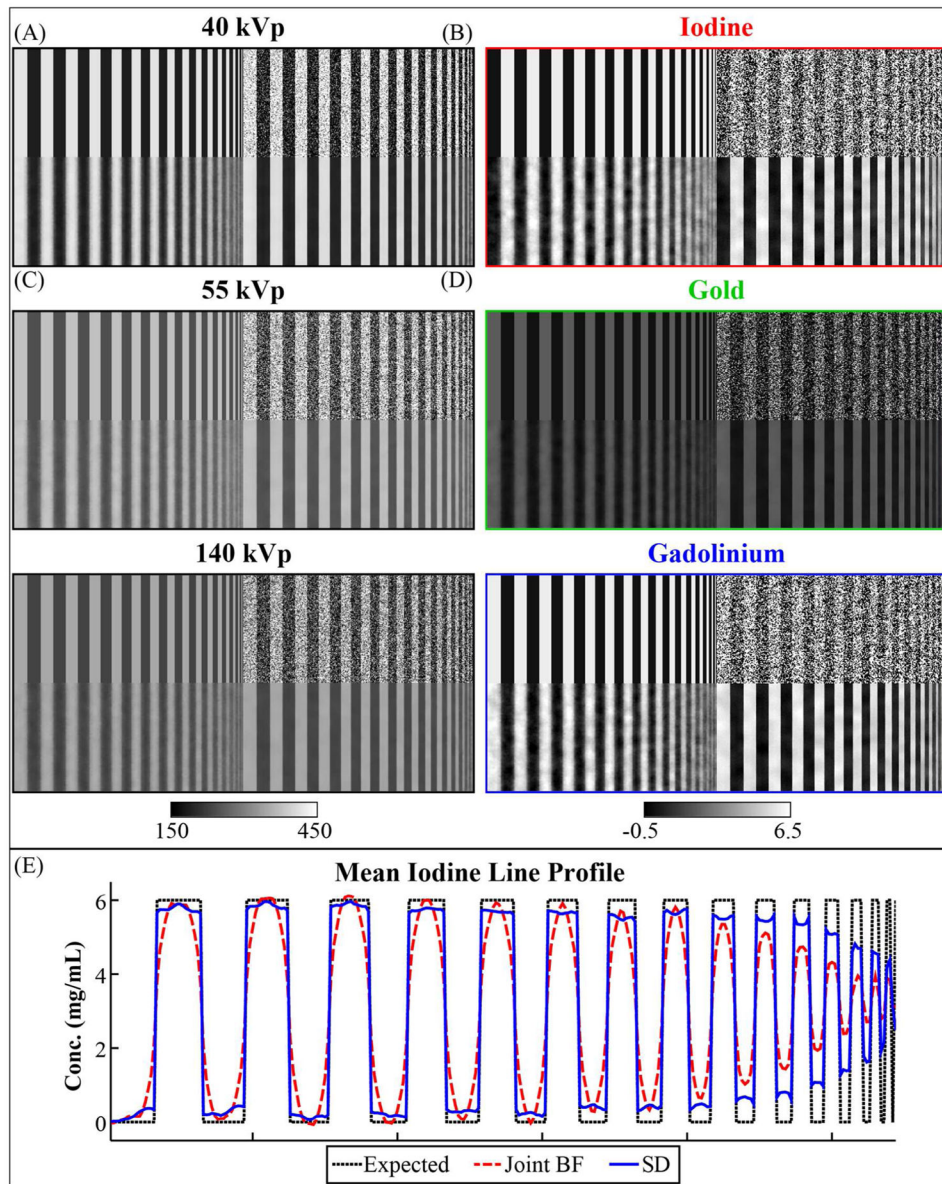 (A) 40 kVp
(B) Iodine
(C) 55 kVp
(D) Gold
140 kVp
Gadolinium
150 450
-0.5 6.5
(E) Mean Iodine Line Profile
Conc. (mg/mL)
6
4
2
0
Expected Joint BF SD